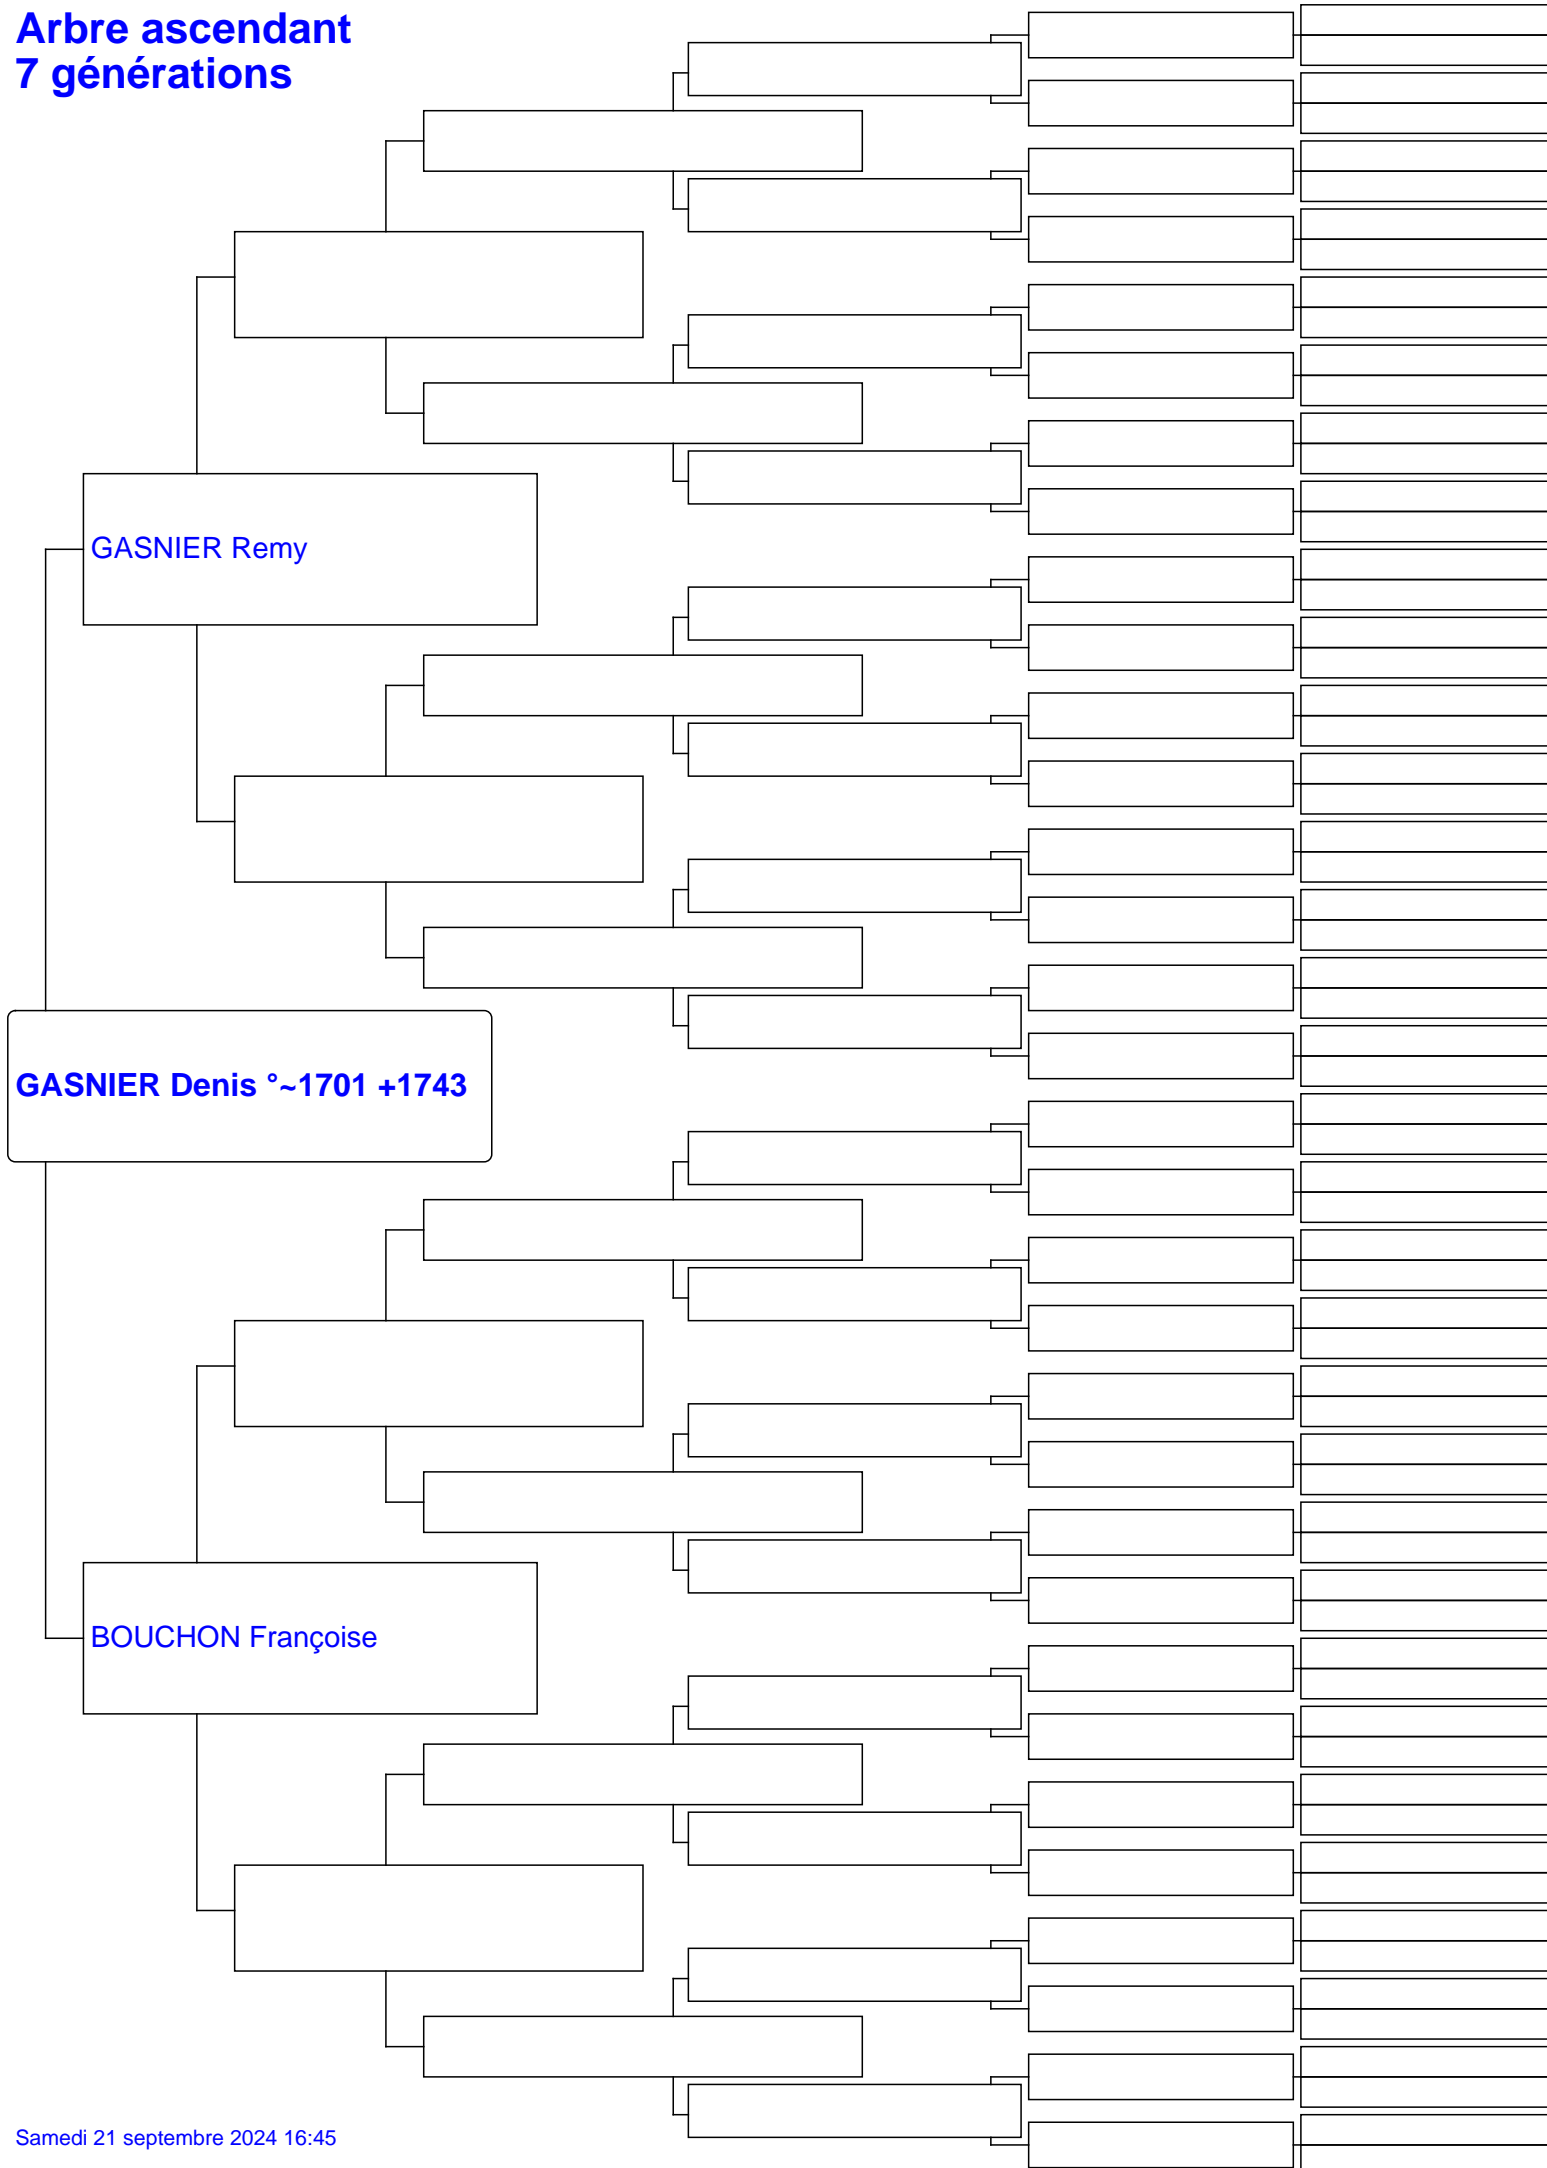 Arbre ascendant
7 générations
GASNIER Remy
GASNIER Denis °~1701 +1743
BOUCHON Françoise
Samedi 21 septembre 2024 16:45